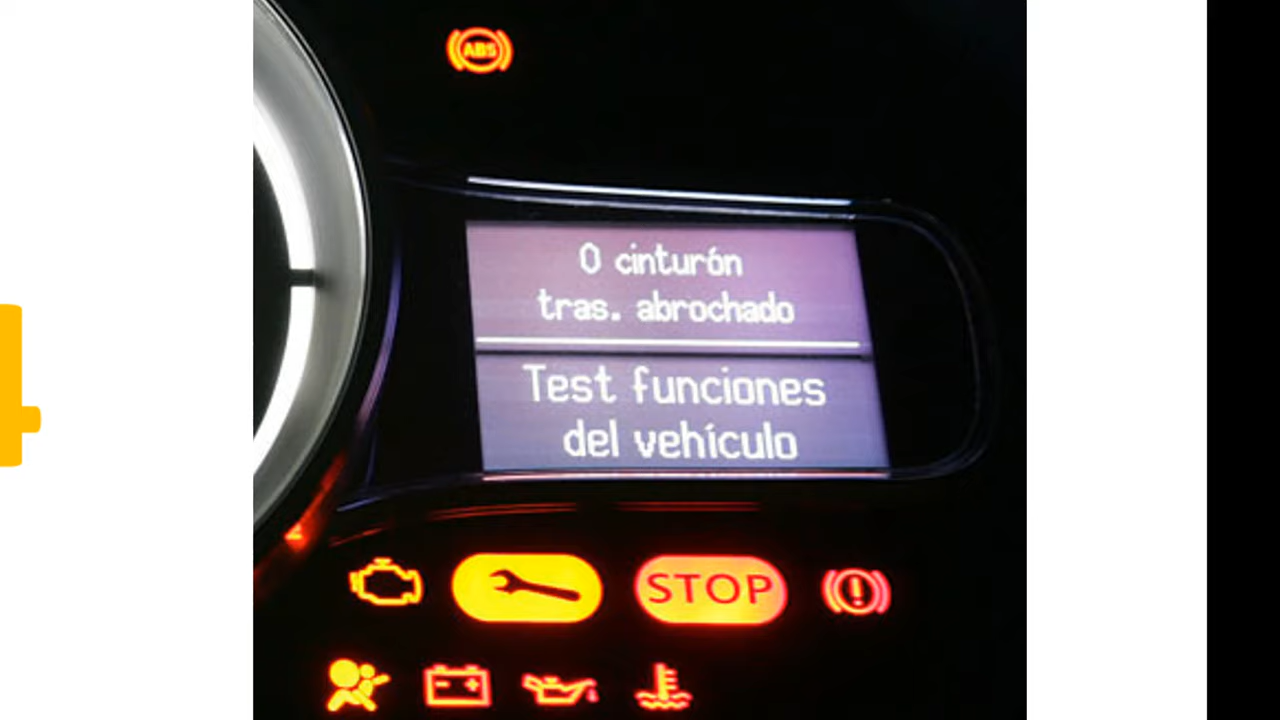 ABS
0 cinturón
tras. abrochado
Test funciones
del vehículo
STOP